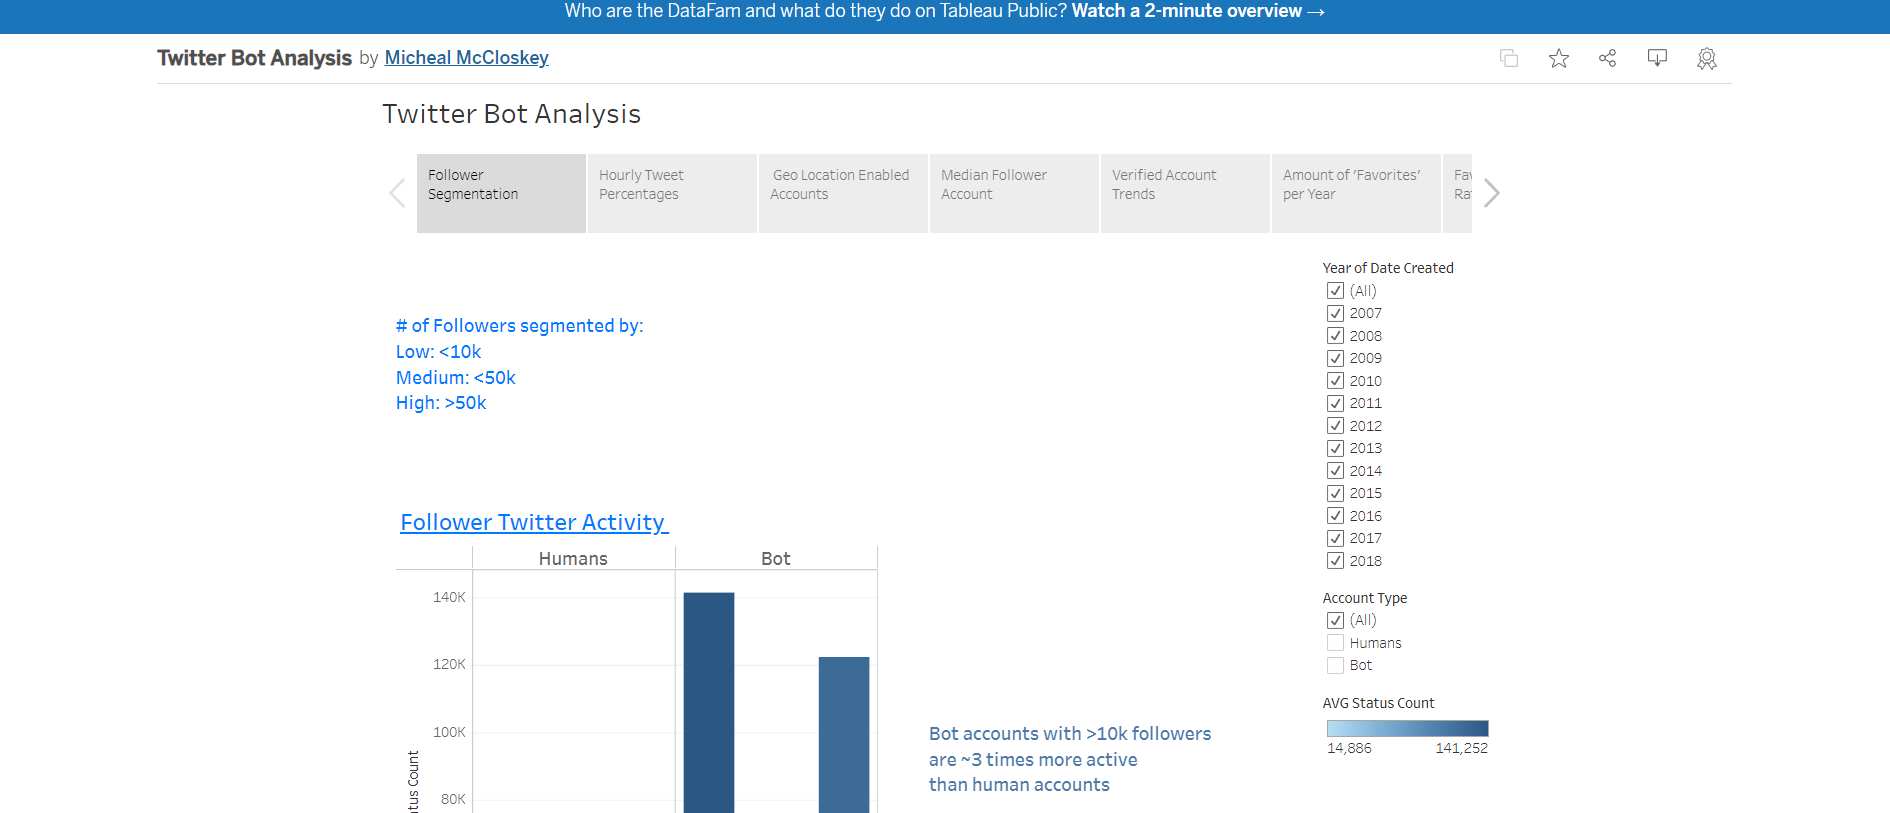 Who are the DataFam and what do they do on Tableau Public? Watch a 2-minute overview →
Twitter Bot Analysis by Micheal McCloskey
Twitter Bot Analysis
Follower
Segmentation
Hourly Tweet
Percentages
Geo Location Enabled
Accounts
Median Follower
Account
Verified Account
Trends
Amount of 'Favorites'
per Year
# of Followers segmented by:
Low: <10k
Medium: <50k
High: >50k
Year of Date Created
(All)
2007
2008
2009
2010
2011
2012
2013
2014
2015
2016
2017
2018
Account Type
(All)
Humans
Bot
AVG Status Count
14,886 141,252
Follower Twitter Activity
Humans Bot
140K
120K
100K
80K
Count
Bot accounts with >10k followers
are ~3 times more active
than human accounts